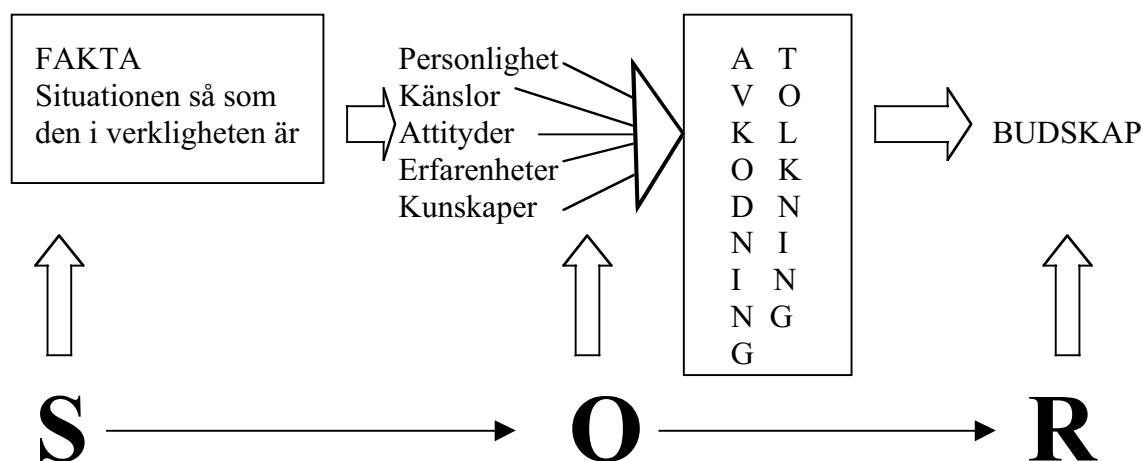 FAKTA
Situationen så som
den i verkligheten är
Personlighet
Känslor
Attityder
Erfarenheter
Kunskaper
AVKODNING
TOLKNING
BUDSKAP
S
O
R